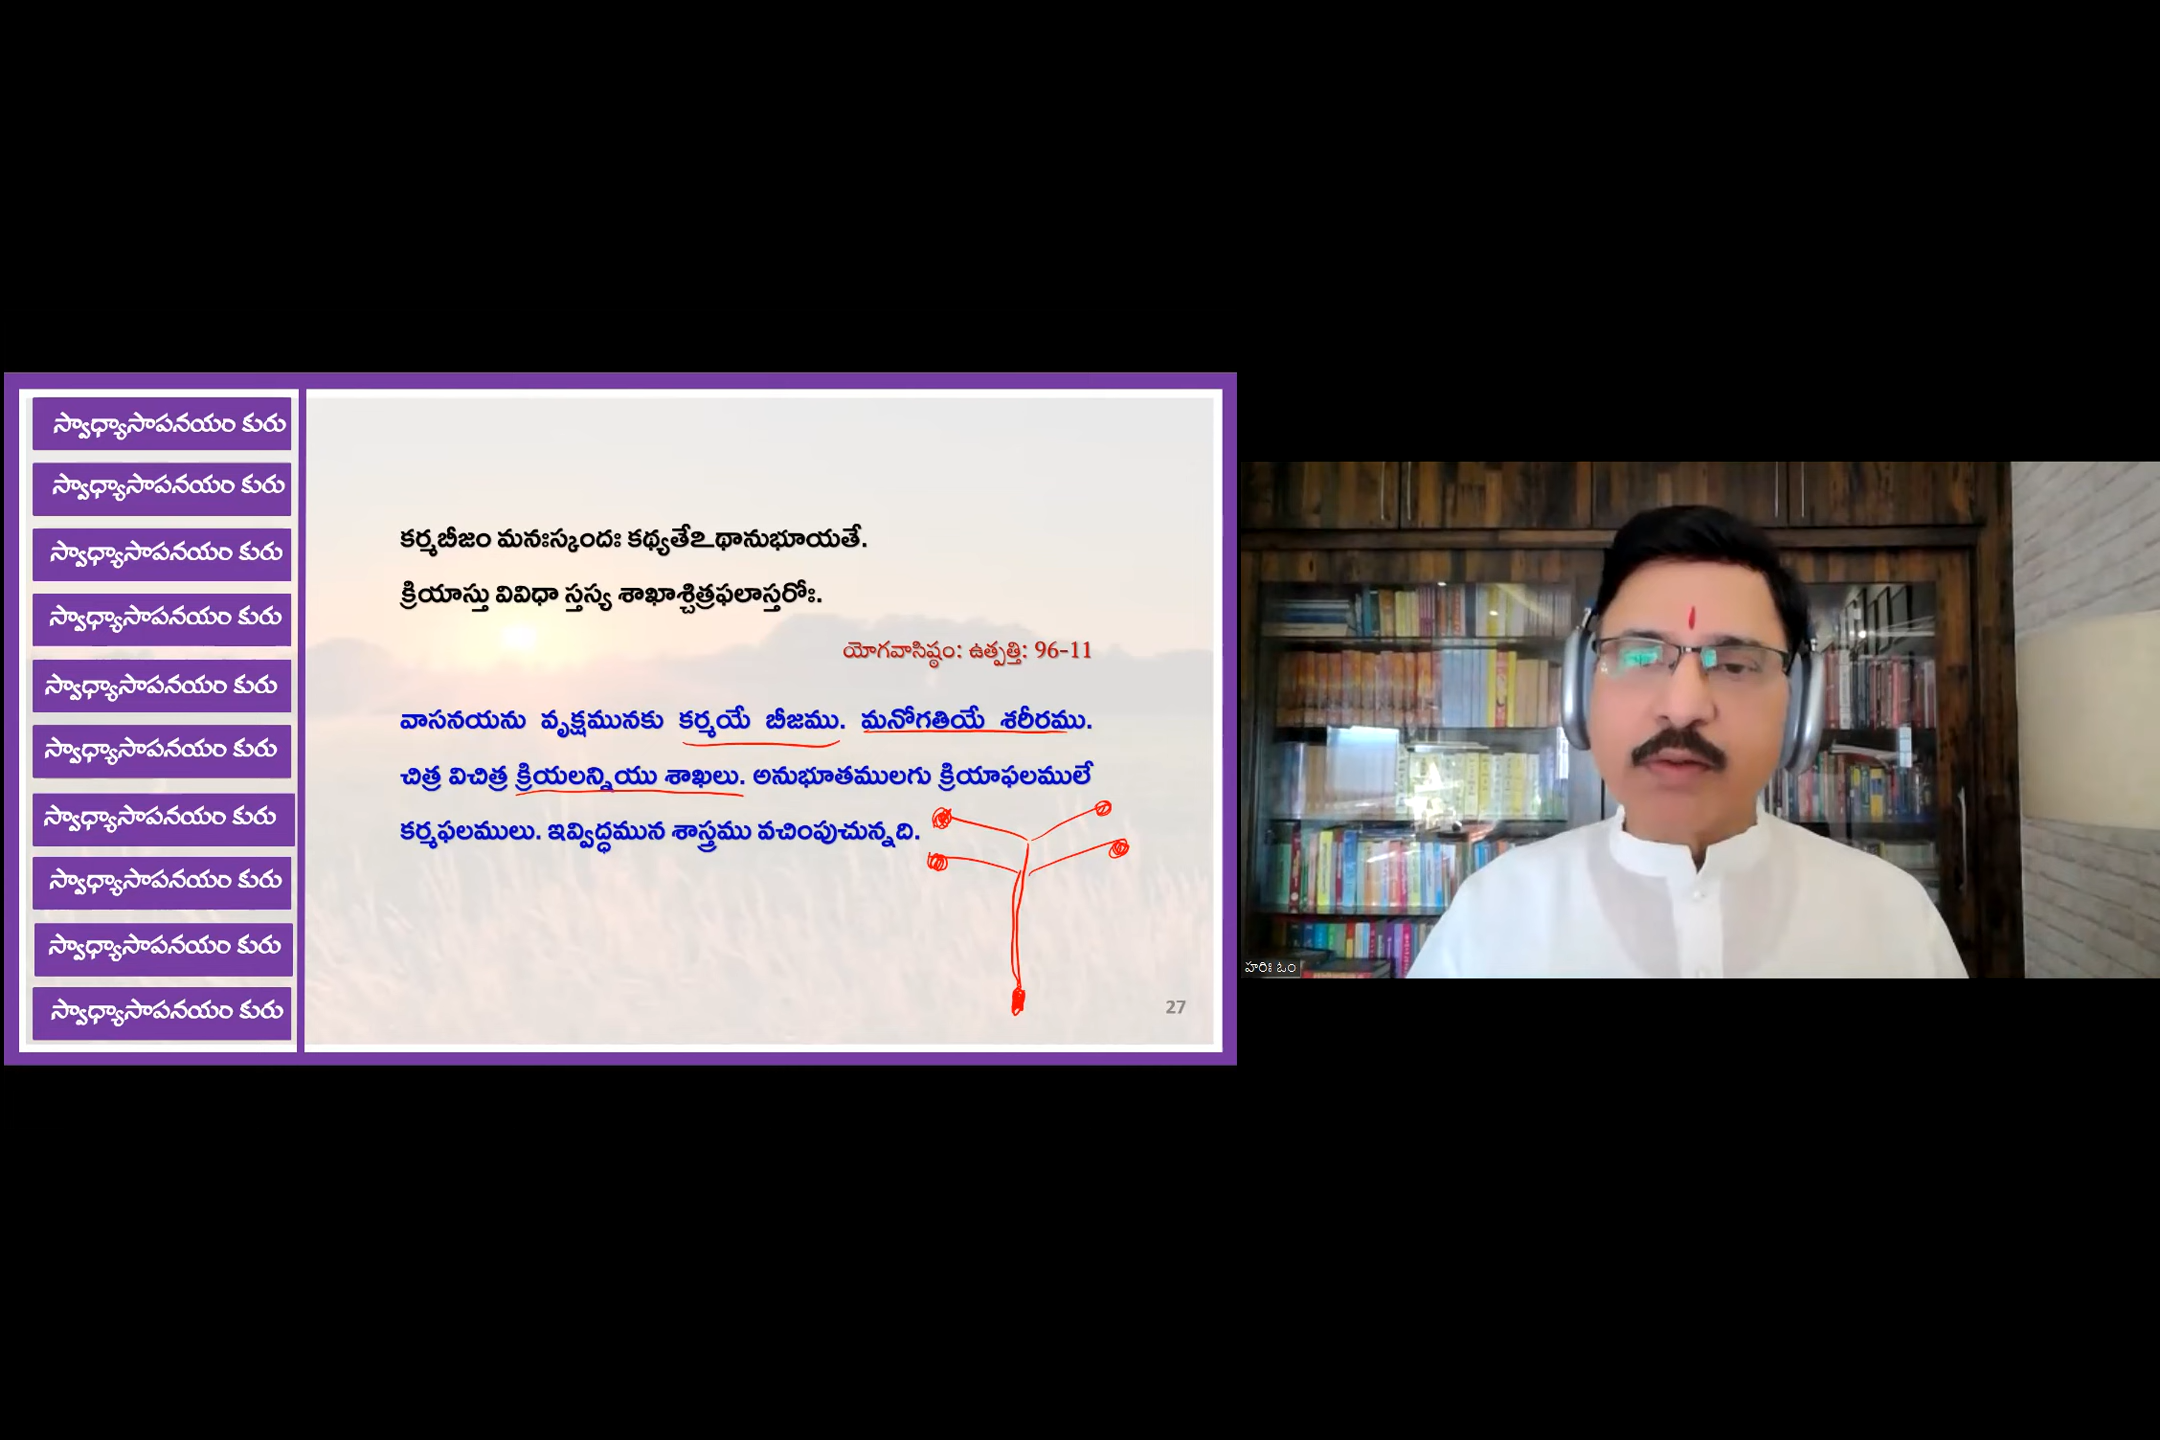 స్వాధ్యాసాపనయం కురు
స్వాధ్యాసాపనయం కురు
స్వాధ్యాసాపనయం కురు
స్వాధ్యాసాపనయం కురు
స్వాధ్యాసాపనయం కురు
స్వాధ్యాసాపనయం కురు
స్వాధ్యాసాపనయం కురు
స్వాధ్యాసాపనయం కురు
స్వాధ్యాసాపనయం కురు
స్వాధ్యాసాపనయం కురు
కర్మబీజం మనఃస్కందః కథ్యతేఽథానుభూయతే.
క్రియాస్తు వివిధా స్తస్య శాఖాశ్చిత్రఫలాస్తరోః.
యోగవాసిష్ఠం: ఉత్పత్తి: 96-11
వాసనయను వృక్షమునకు కర్మయే బీజము. మనోగతియే శరీరము.
చిత్ర విచిత్ర క్రియలన్నియు శాఖలు. అనుభూతములగు క్రియాఫలములే
కర్మఫలములు. ఇవ్విధ్ధమున శాస్త్రము వచింపుచున్నది.
27
హరిః ఓం